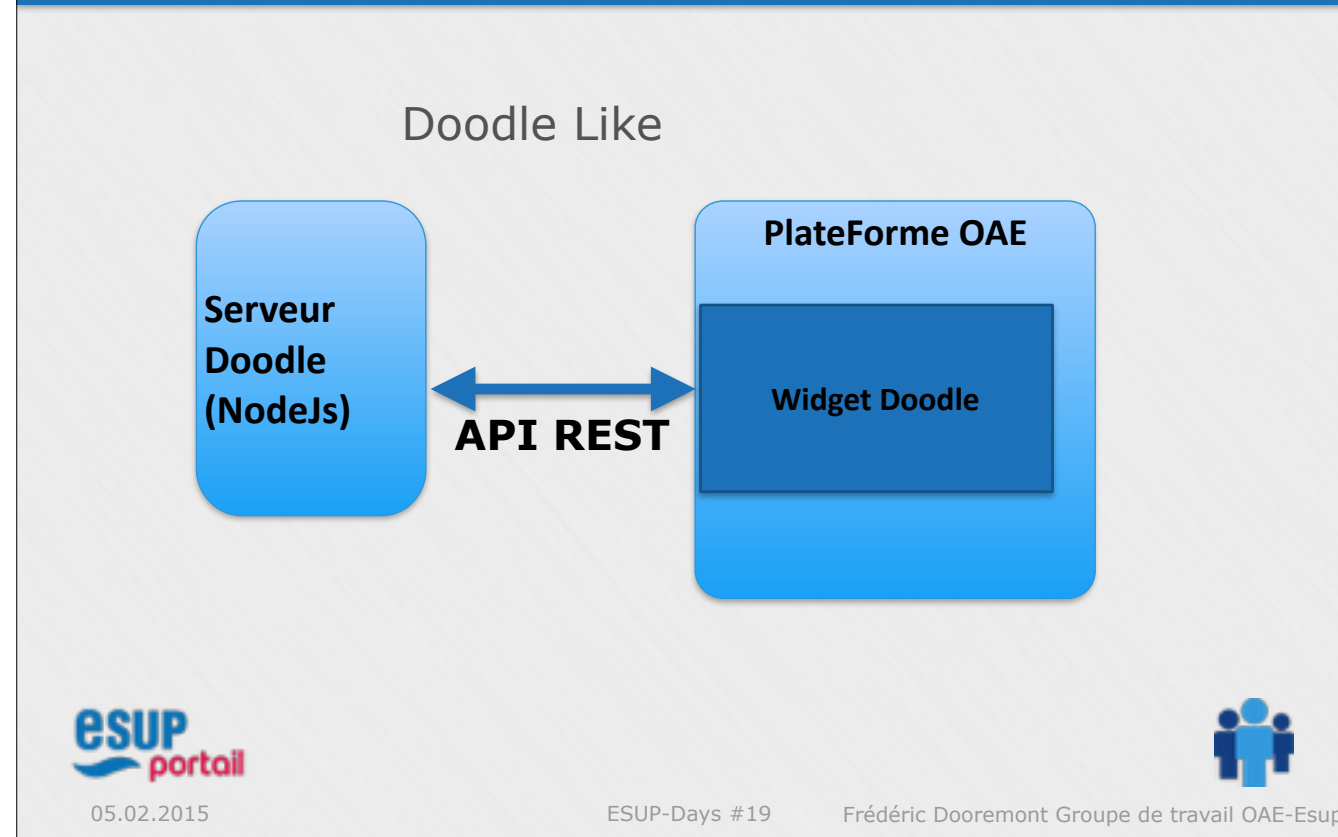 Doodle Like
PlateForme OAE
Serveur
Doodle
(NodeJs)
Widget Doodle
API REST
esup
portail
05.02.2015
ESUP-Days #19
Frédéric Dooremont Groupe de travail OAE-Esup